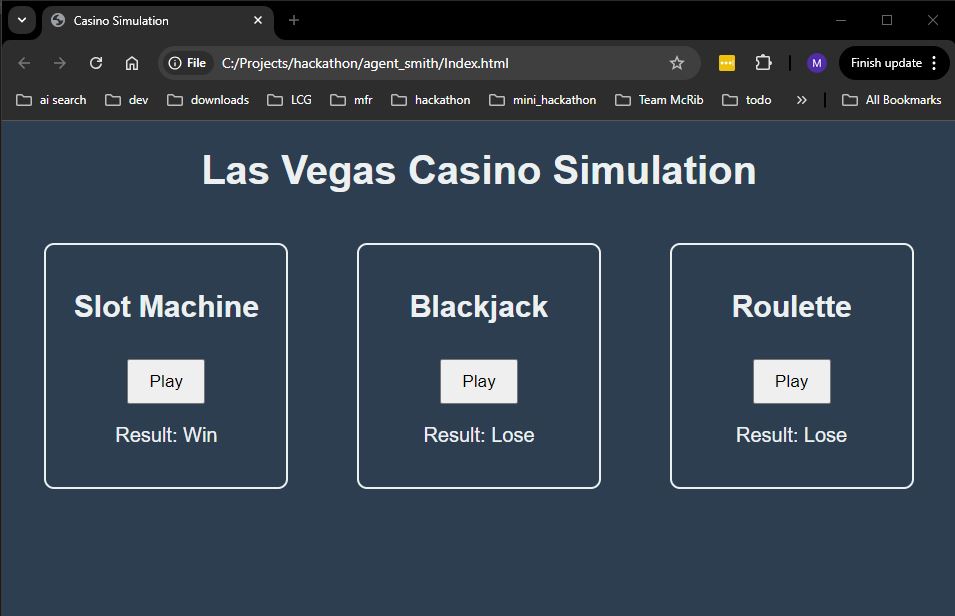 Casino Simulation
File C:/Projects/hackathon/agent_smith/Index.html M Finish update
ai search dev downloads LCG mfr hackathon mini_hackathon Team McRib todo » All Bookmarks
Las Vegas Casino Simulation
Slot Machine
Play
Result: Win
Blackjack
Play
Result: Lose
Roulette
Play
Result: Lose